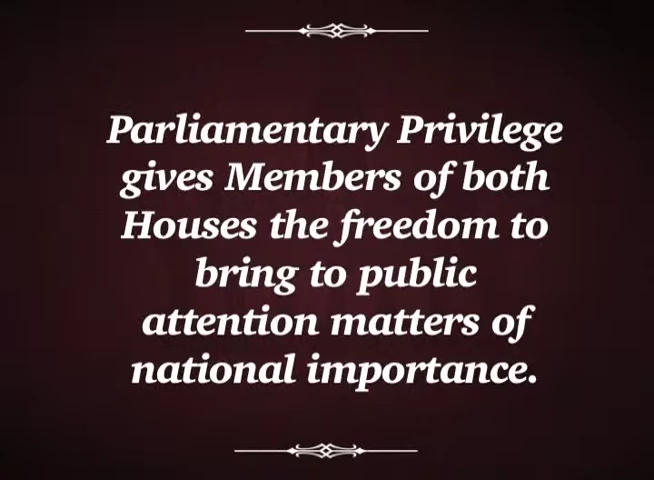 Parliamentary Privilege
gives Members of both
Houses the freedom to
bring to public
attention matters of
national importance.